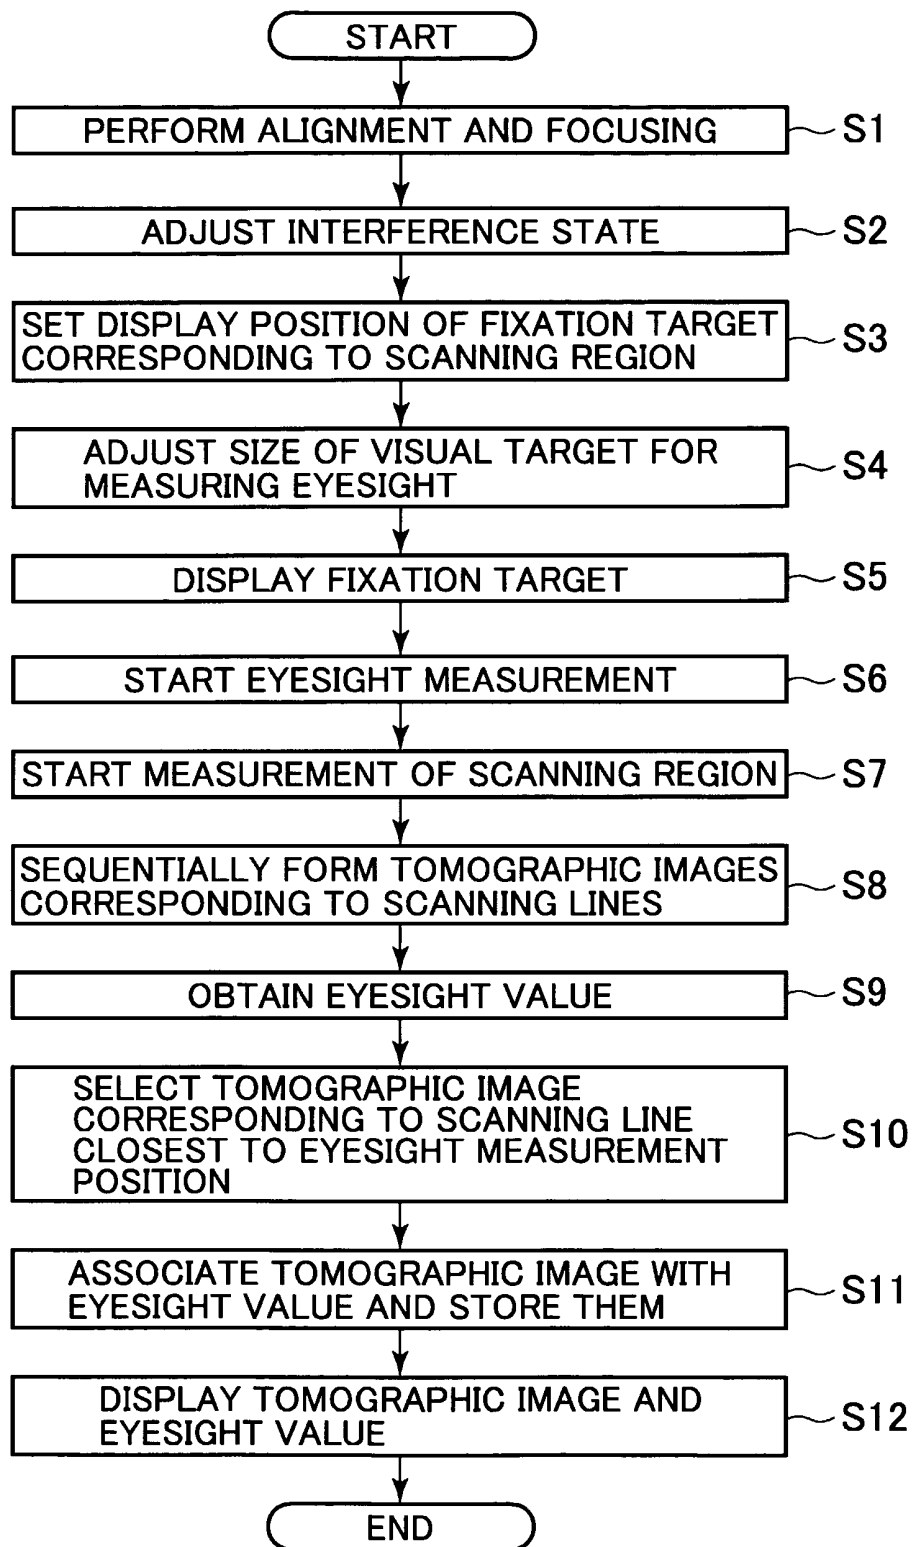 START
PERFORM ALIGNMENT AND FOCUSING
S1
ADJUST INTERFERENCE STATE
S2
SET DISPLAY POSITION OF FIXATION TARGET
CORRESPONDING TO SCANNING REGION
S3
ADJUST SIZE OF VISUAL TARGET FOR
MEASURING EYESIGHT
S4
DISPLAY FIXATION TARGET
S5
START EYESIGHT MEASUREMENT
S6
START MEASUREMENT OF SCANNING REGION
S7
SEQUENTIALLY FORM TOMOGRAPHIC IMAGES
CORRESPONDING TO SCANNING LINES
S8
OBTAIN EYESIGHT VALUE
S9
SELECT TOMOGRAPHIC IMAGE
CORRESPONDING TO SCANNING LINE
CLOSEST TO EYESIGHT MEASUREMENT
POSITION
S10
ASSOCIATE TOMOGRAPHIC IMAGE WITH
EYESIGHT VALUE AND STORE THEM
S11
DISPLAY TOMOGRAPHIC IMAGE AND
EYESIGHT VALUE
S12
END